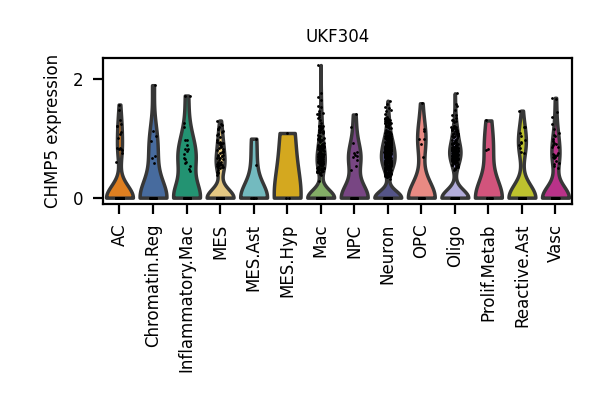 UKF304
CHMP5 expression
2
0
AC
Chromatin.Reg
Inflammatory.Mac
MES
MES.Ast
MES.Hyp
Mac
NPC
Neuron
OPC
Oligo
Prolif.Metab
Reactive.Ast
Vasc